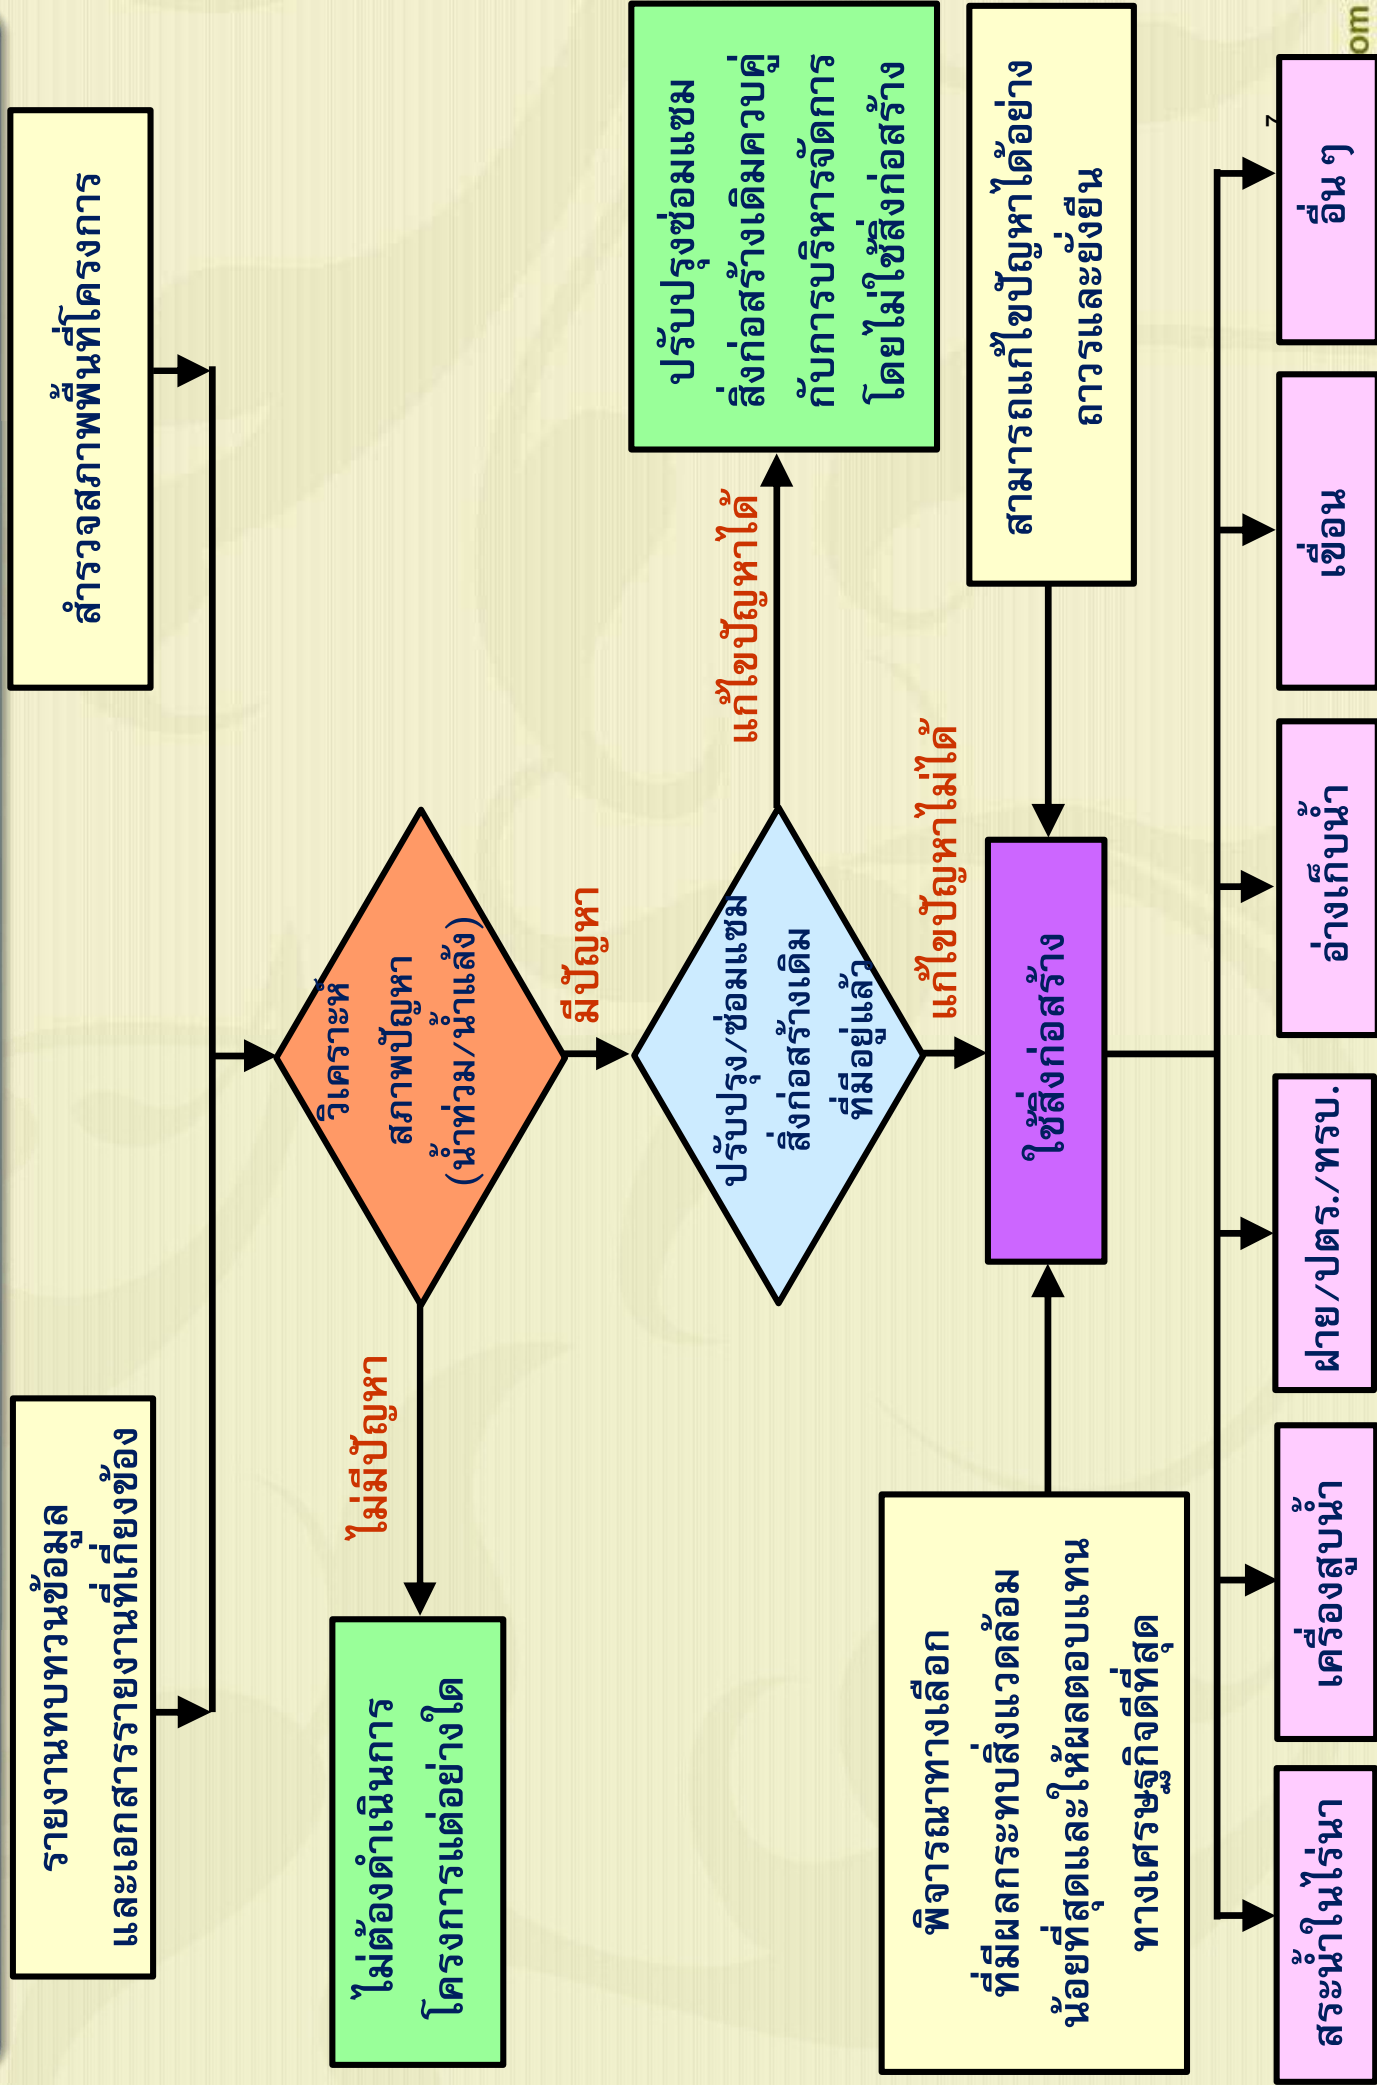 รายงานทบทวนข้อมูล
และเอกสารรายงานที่เกี่ยงข้อง
สำรวจสภาพพื้นที่โครงการ
วิเคราะห์
สภาพปัญหา
(น้ำท่วม/น้ำแล้ง)
ไม่มีปัญหา
ไม่ต้องดำเนินการ
โครงการแต่อย่างใด
มีปัญหา
ปรับปรุง/ซ่อมแซม
สิ่งก่อสร้างเดิม
ที่มีอยู่แล้ว
แก้ไขปัญหาได้
ปรับปรุงซ่อมแซม
สิ่งก่อสร้างเดิมควบคู่
กับการบริหารจัดการ
โดยไม่ใช้สิ่งก่อสร้าง
แก้ไขปัญหาไม่ได้
พิจารณาทางเลือก
ที่มีผลกระทบสิ่งแวดล้อม
น้อยที่สุดและให้ผลตอบแทน
ทางเศรษฐกิจดีที่สุด
ใช้สิ่งก่อสร้าง
สามารถแก้ไขปัญหาได้อย่าง
ถาวรและยั่งยืน
สระน้ำในไร่นา
เครื่องสูบน้ำ
ฝาย/ปตร./ทรบ.
อ่างเก็บน้ำ
เขื่อน
อื่นๆ
7
om